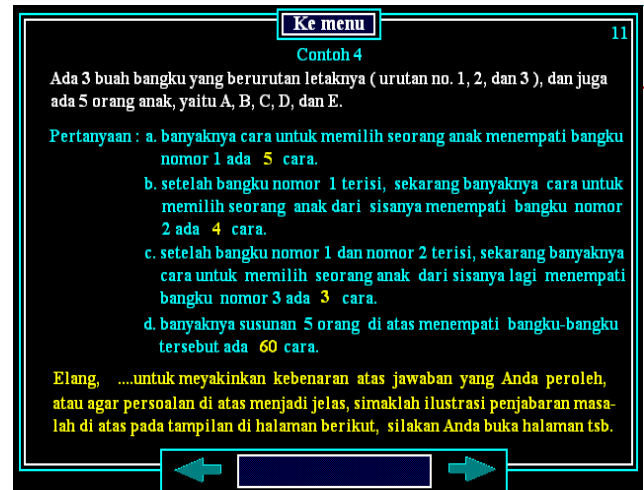 Ke menu
11
Contoh 4
Ada 3 buah bangku yang berurutan letaknya ( urutan no. 1, 2, dan 3 ), dan juga
ada 5 orang anak, yaitu A, B, C, D, dan E.
Pertanyaan : a. banyaknya cara untuk memilih seorang anak menempati bangku
nomor 1 ada 5 cara.
b. setelah bangku nomor 1 terisi, sekarang banyaknya cara untuk
memilih seorang anak dari sisanya menempati bangku nomor
2 ada 4 cara.
c. setelah bangku nomor 1 dan nomor 2 terisi, sekarang banyaknya
cara untuk memilih seorang anak dari sisanya lagi menempati
bangku nomor 3 ada 3 cara.
d. banyaknya susunan 5 orang di atas menempati bangku-bangku
tersebut ada 60 cara.
Elang, ....untuk meyakinkan kebenaran atas jawaban yang Anda peroleh,
atau agar persoalan di atas menjadi jelas, simaklah ilustrasi penjabaran masa-
lah di atas pada tampilan di halaman berikut, silakan Anda buka halaman tsb.